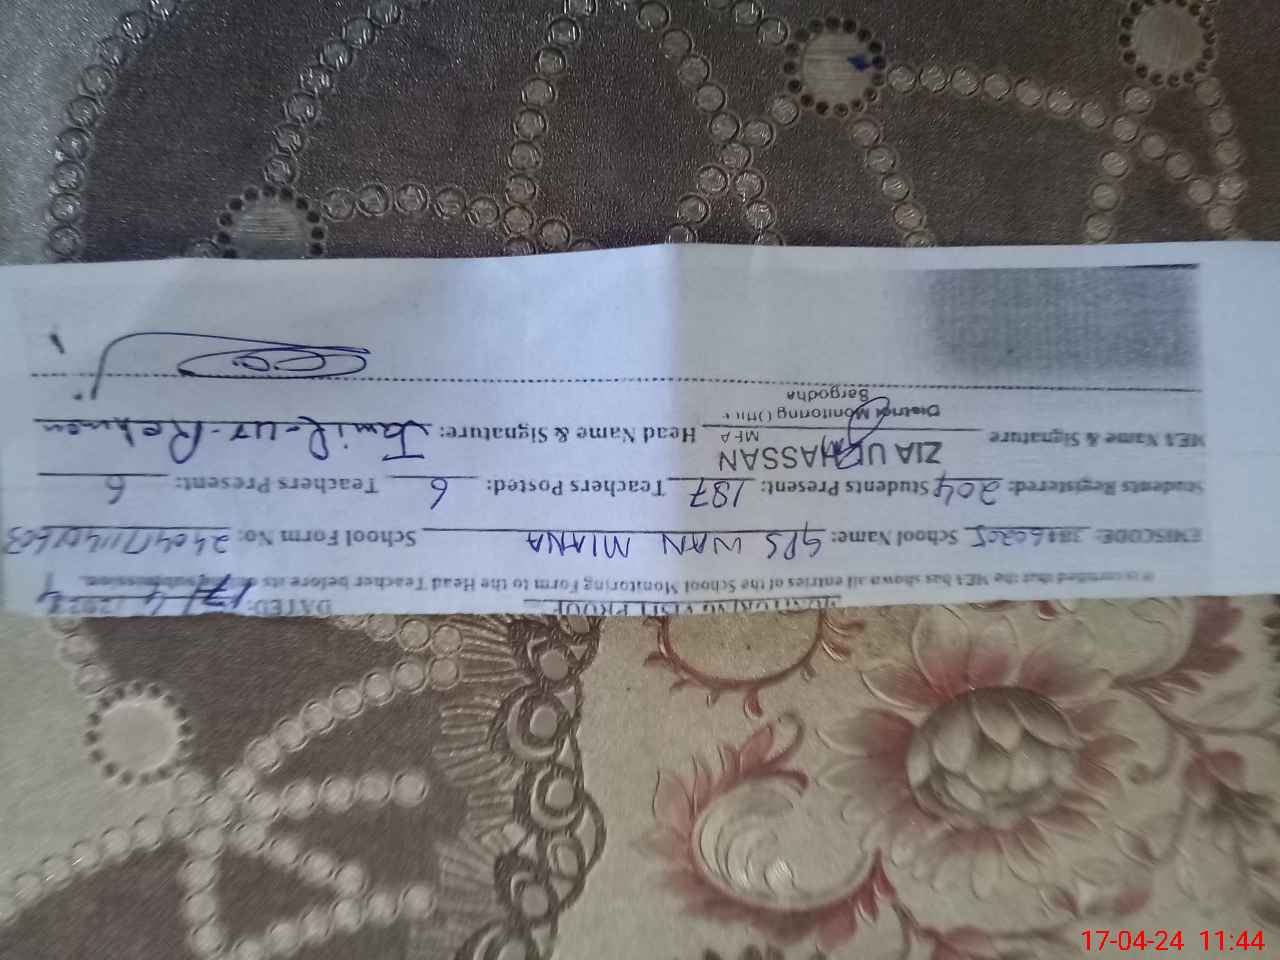 MONITORING VISIT PROOF DATED: 17/4/2024
It is certified that the MEA has shown all entries of the School Monitoring Form to the Head Teacher before its submission.
EMISCODE: 38460205 School Name: GPS WAN MIANA School Form No:
Students Registered: 204 Students Present: 187 Teachers Posted: 6 Teachers Present: 6
ZIA UL HASSAN
MEA Name & Signature MEA Head Name & Signature: Jamil-ur-Rehman
District Monitoring Office
Sargodha
17-04-24 11:44